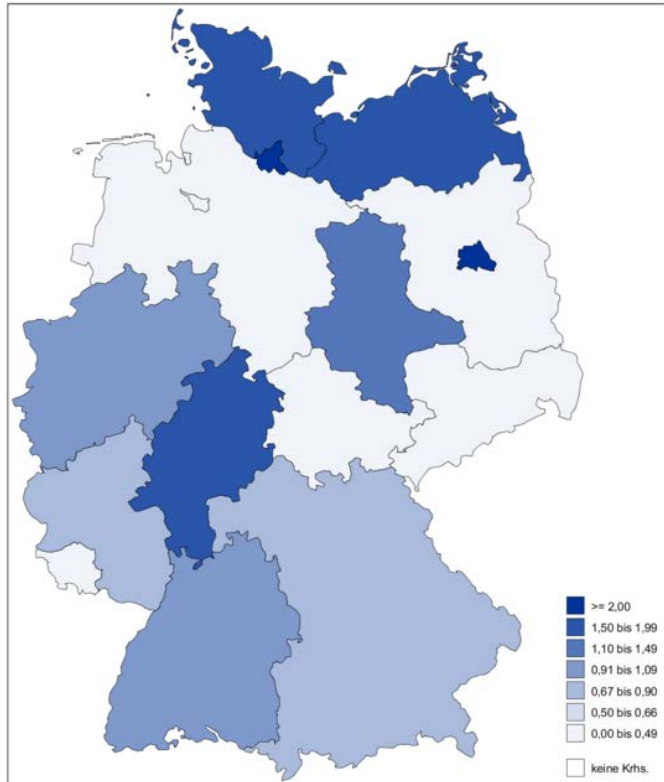 >= 2,00
1,50 bis 1,99
1,10 bis 1,49
0,91 bis 1,09
0,67 bis 0,90
0,50 bis 0,66
0,00 bis 0,49
keine Krhs.